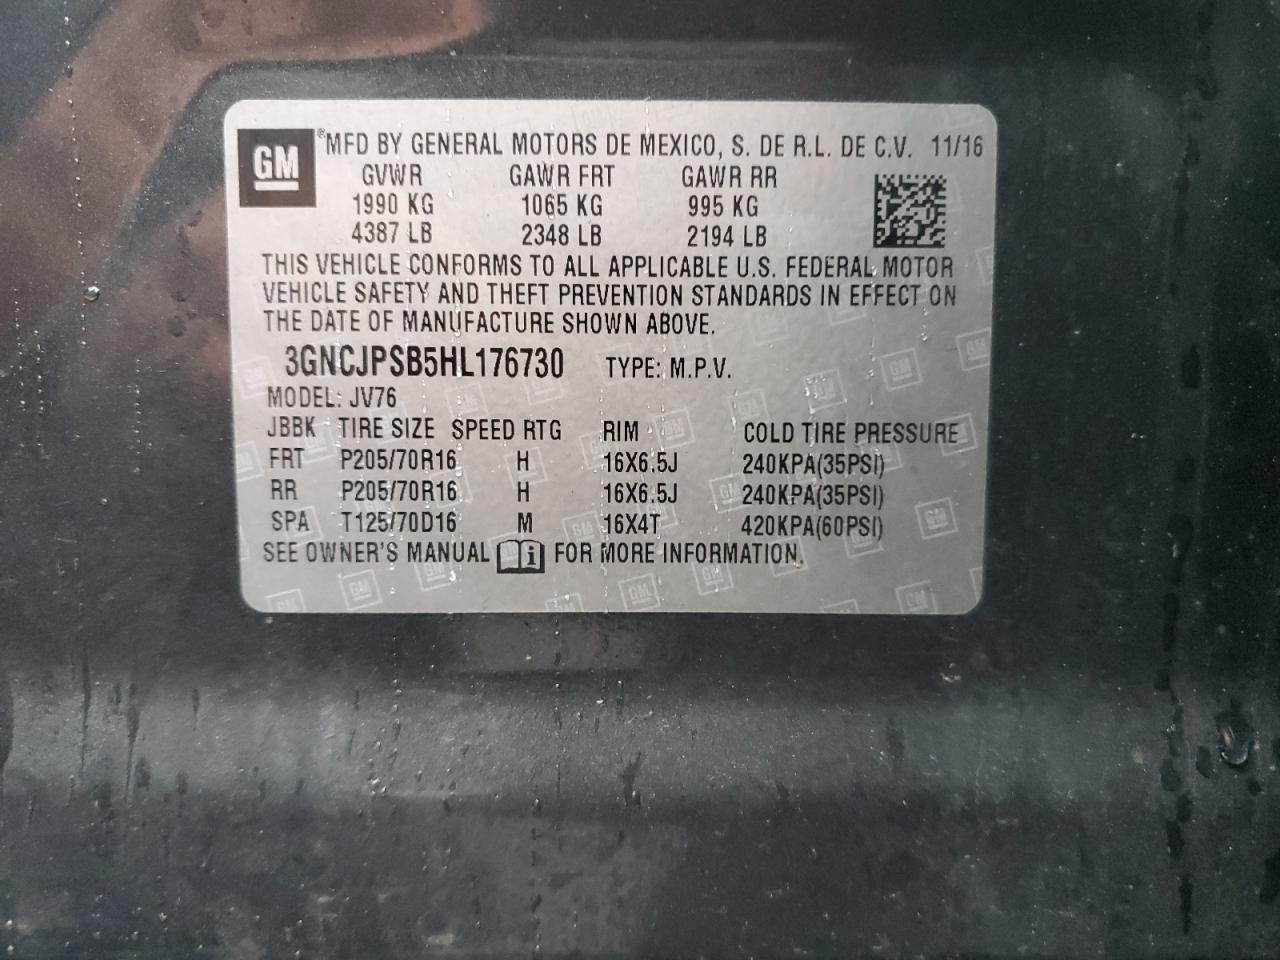 GM ®MFD BY GENERAL MOTORS DE MEXICO, S. DE R.L. DE C.V. 11/16
GVWR GAWR FRT GAWR RR
1990 KG 1065 KG 995 KG
4387 LB 2348 LB 2194 LB
THIS VEHICLE CONFORMS TO ALL APPLICABLE U.S. FEDERAL MOTOR
VEHICLE SAFETY AND THEFT PREVENTION STANDARDS IN EFFECT ON
THE DATE OF MANUFACTURE SHOWN ABOVE.
3GNCJPSB5HL176730 TYPE: M.P.V.
MODEL: JV76
JBBK TIRE SIZE SPEED RTG RIM COLD TIRE PRESSURE
FRT P205/70R16 H 16X6.5J 240KPA(35PSI)
RR P205/70R16 H 16X6.5J 240KPA(35PSI)
SPA T125/70D16 M 16X4T 420KPA(60PSI)
SEE OWNER'S MANUAL i FOR MORE INFORMATION.